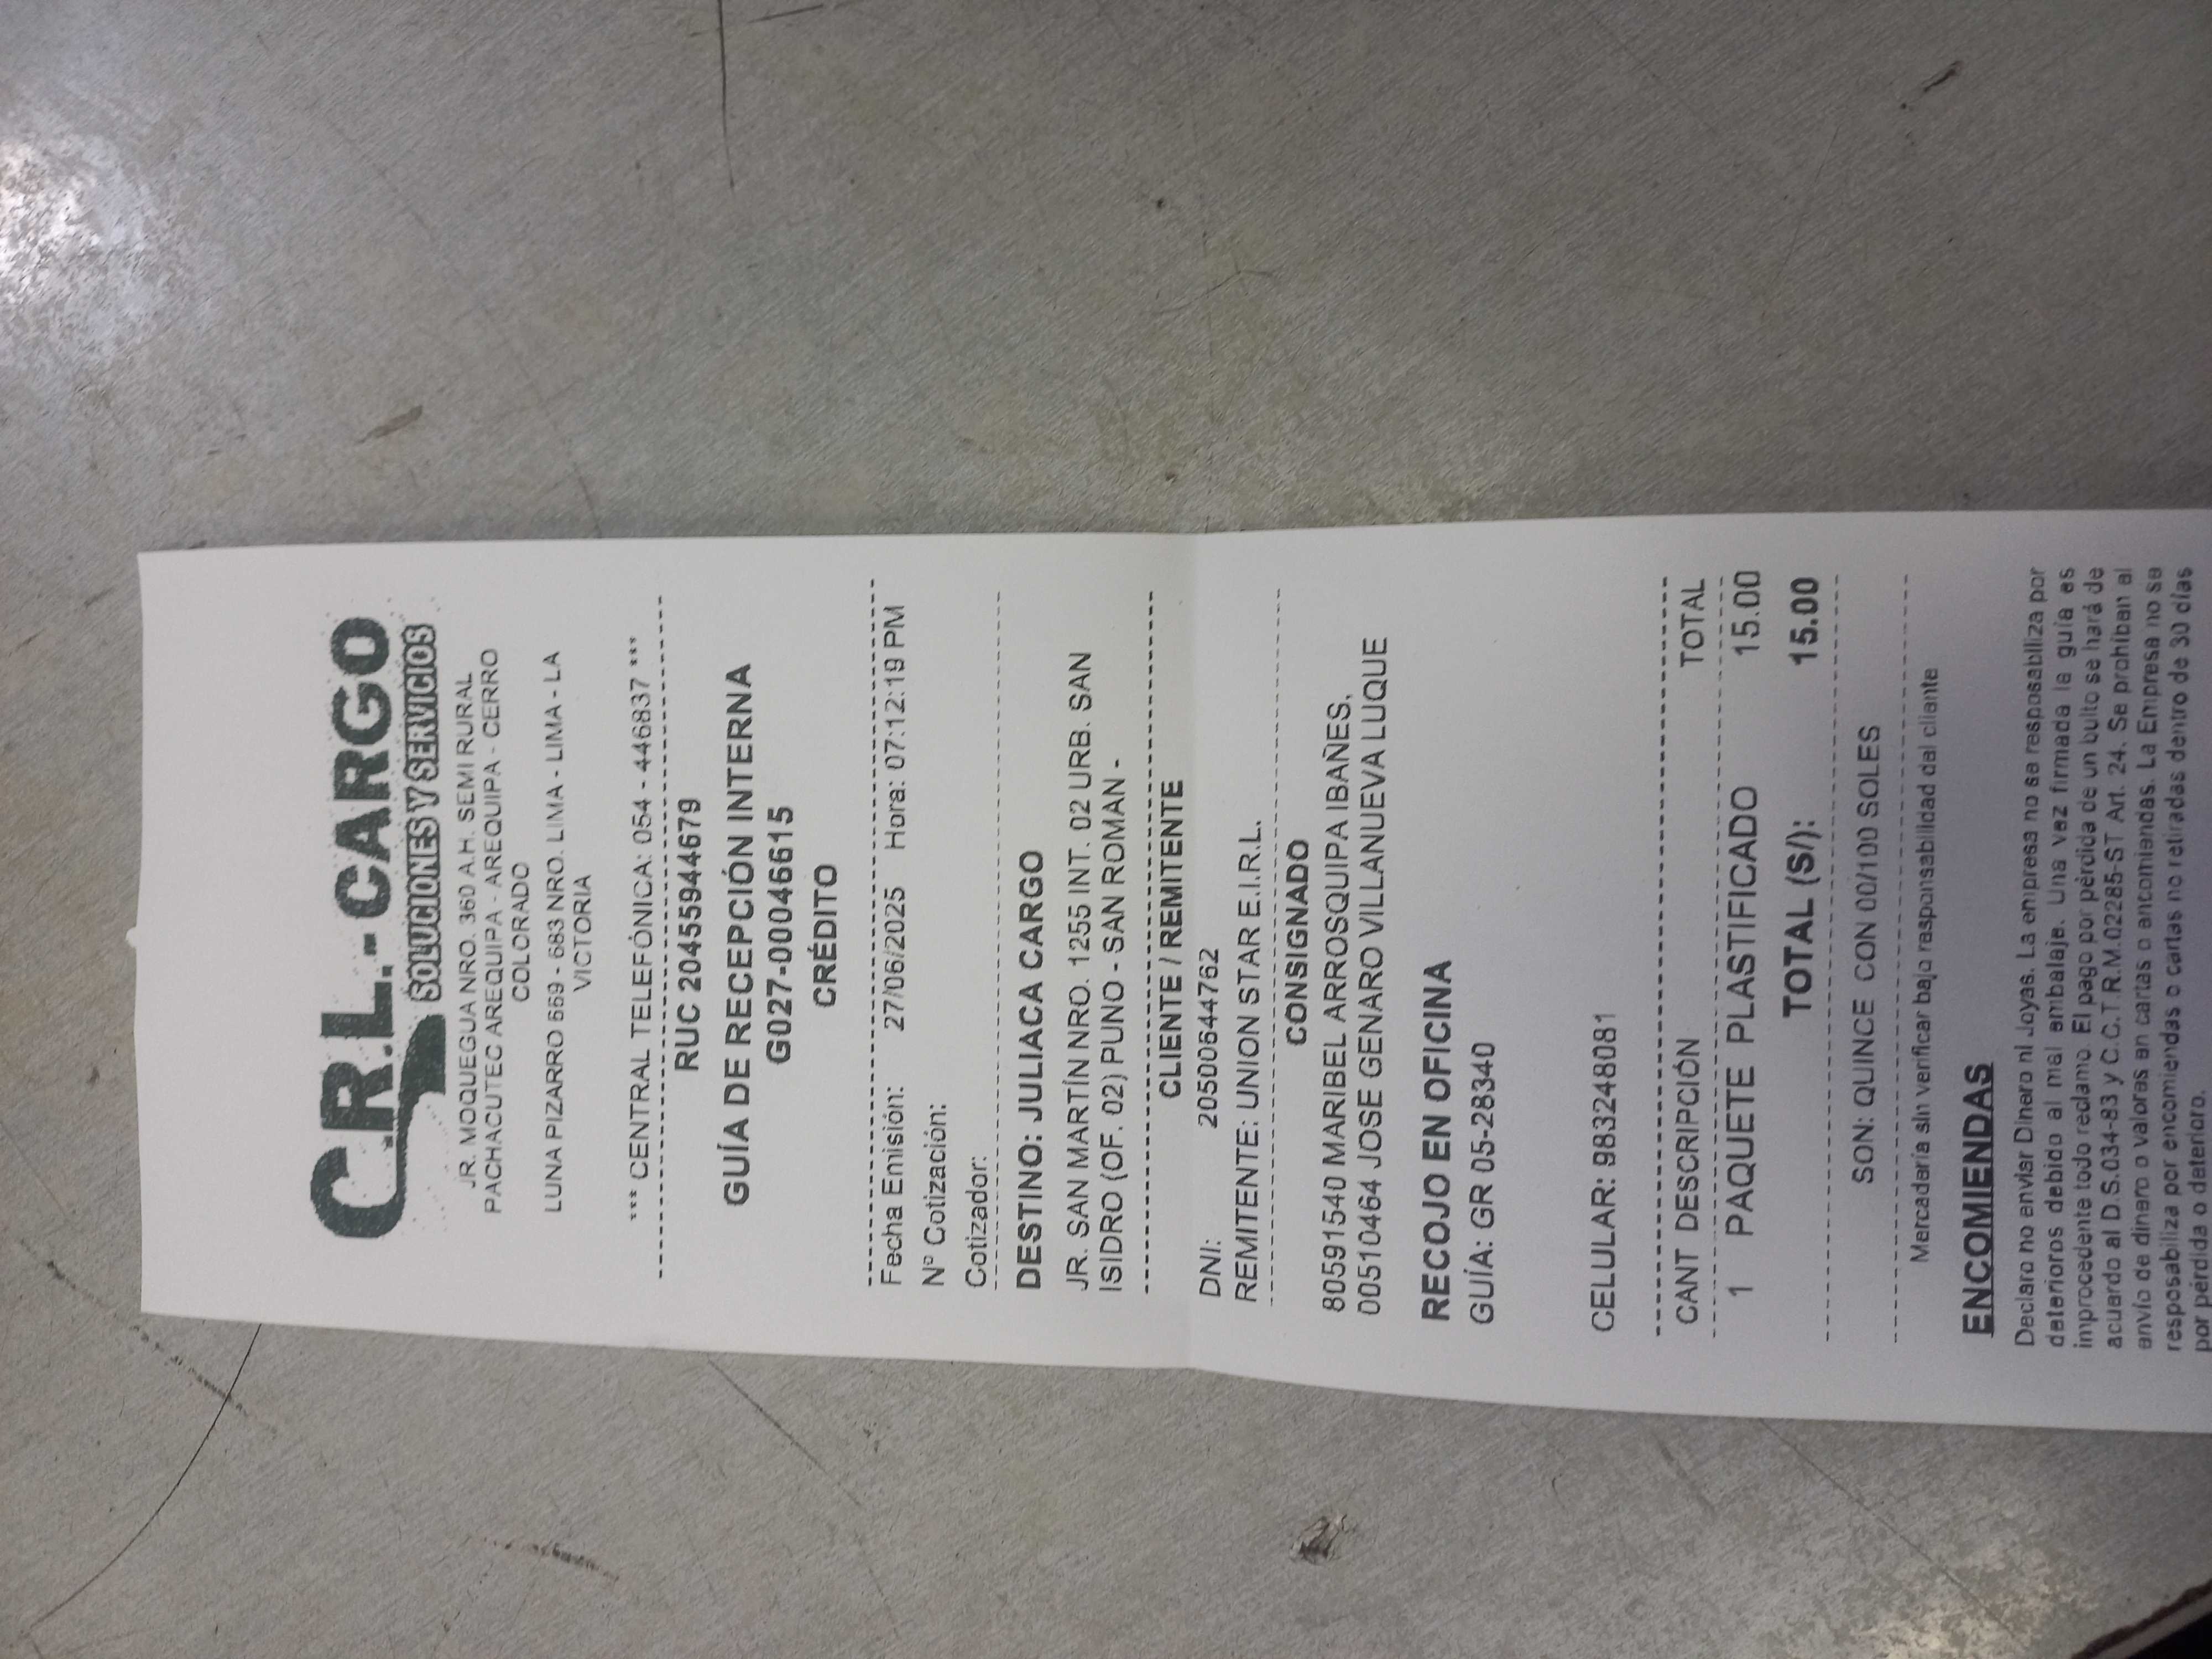 C.R.L.-CARGO
SOLUCIONES Y SERVICIOS
JR. MOQUEGUA NRO. 360 A.H. SEMI RURAL
PACHACUTEC AREQUIPA - AREQUIPA - CERRO
COLORADO
LUNA PIZARRO 559 - 583 NRO. LIMA - LIMA - LA
VICTORIA
*** CENTRAL TELEFÓNICA: 054 - 446837 ***
RUC 20455944679
GUÍA DE RECEPCIÓN INTERNA
G027-00046615
CRÉDITO
Fecha Emisión: 27/06/2025 Hora: 07:12:19 PM
Nº Cotización:
Cotizador:
DESTINO: JULIACA CARGO
JR. SAN MARTÍN NRO. 1255 INT. 02 URB. SAN
ISIDRO (OF. 02) PUNO - SAN ROMAN -
CLIENTE / REMITENTE
DNI: 20500644762
REMITENTE: UNION STAR E.I.R.L.
CONSIGNADO
80591540 MARIBEL ARROSQUIPA IBAÑES,
00510464 JOSE GENARO VILLANUEVA LUQUE
RECOJO EN OFICINA
GUÍA: GR 05-28340
CELULAR: 983248081
CANT DESCRIPCIÓN TOTAL
1 PAQUETE PLASTIFICADO 15.00
TOTAL (S/): 15.00
SON: QUINCE CON 00/100 SOLES
Mercadería sin verificar bajo responsabilidad del cliente
ENCOMIENDAS
Declaro no enviar Dinero ni Joyas. La empresa no se resposabiliza por
deterioros debido al mal embalaje. Una vez firmada la guía es
improcedente todo reclamo. El pago por pérdida de un bulto se hará de
acuerdo al D.S.034-83 y C.C.T.R.M.02285-ST Art. 24. Se prohiban al
envío de dinero o valores en cartas o encomiendas. La Empresa no se
resposabiliza por encomiendas o cartas no retiradas dentro de 30 días
por pérdida o deterioro.